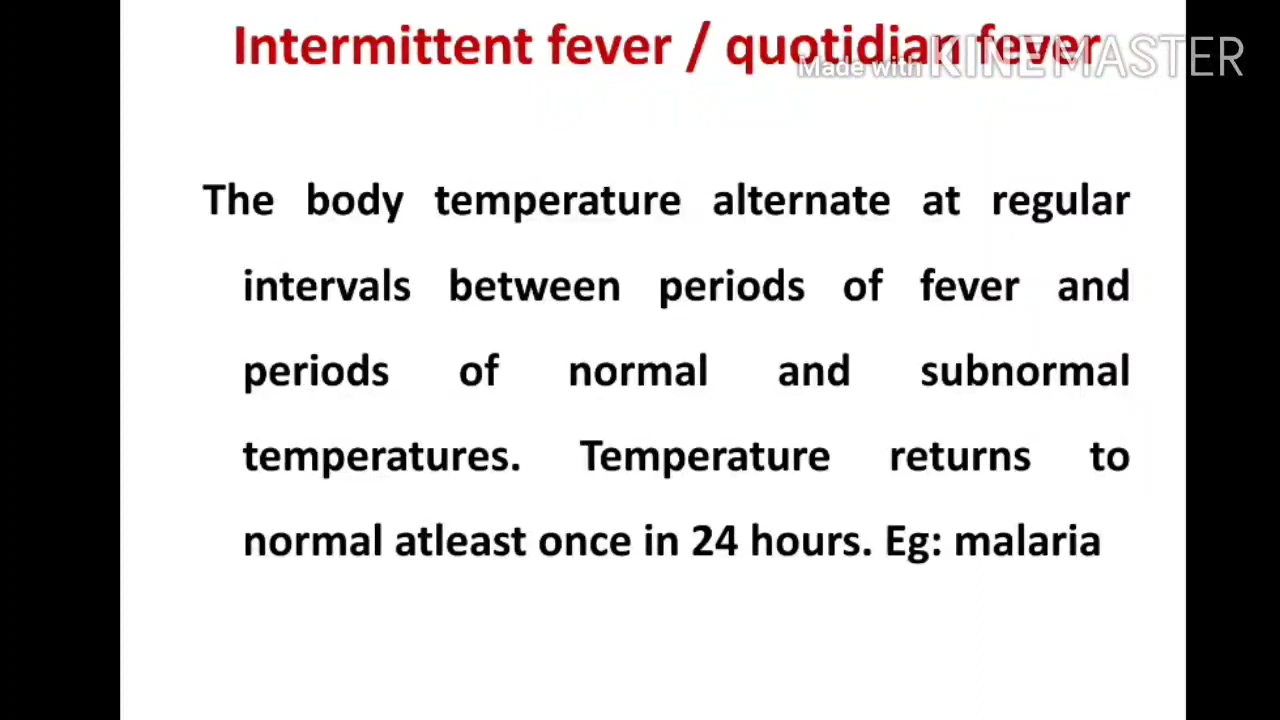 Intermittent fever / quotidian fever
Made with KINEMASTER
The body temperature alternate at regular
intervals between periods of fever and
periods of normal and subnormal
temperatures. Temperature returns to
normal atleast once in 24 hours. Eg: malaria